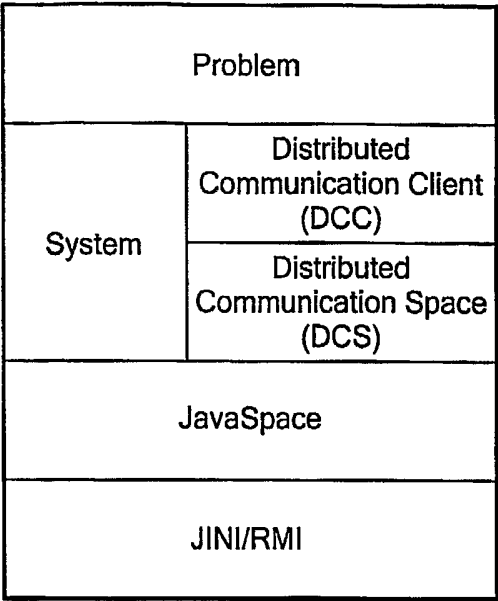 Problem
System
Distributed
Communication Client
(DCC)
Distributed
Communication Space
(DCS)
JavaSpace
JINI/RMI